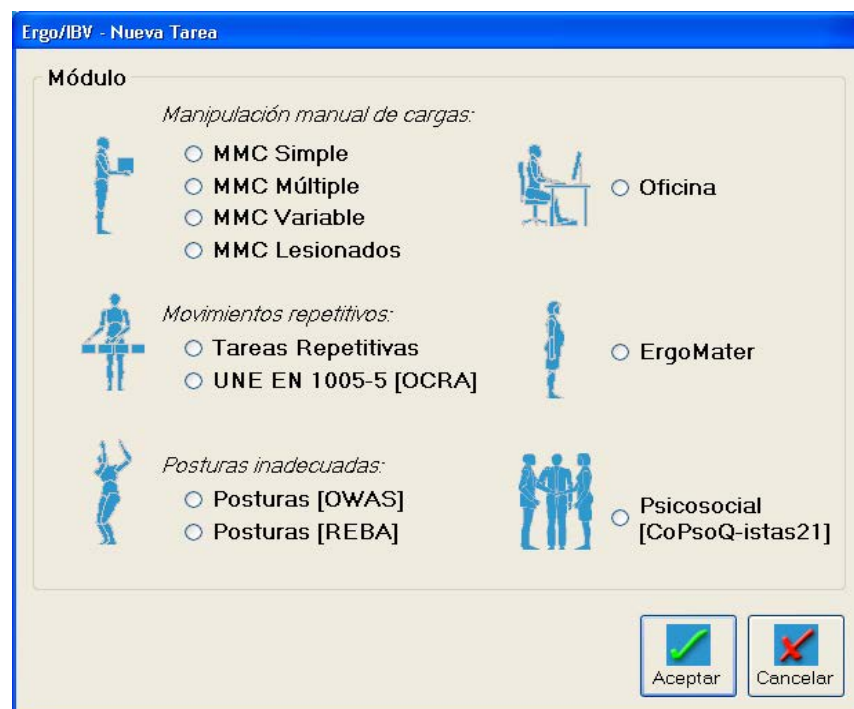 Ergo/IBV - Nueva Tarea
Módulo
Manipulación manual de cargas:
MMC Simple
MMC Múltiple
MMC Variable
MMC Lesionados
Oficina
Movimientos repetitivos:
Tareas Repetitivas
UNE EN 1005-5 [OCRA]
ErgoMater
Posturas inadecuadas:
Posturas [OWAS]
Posturas [REBA]
Psicosocial
[CoPsoQ-istas21]
Aceptar
Cancelar